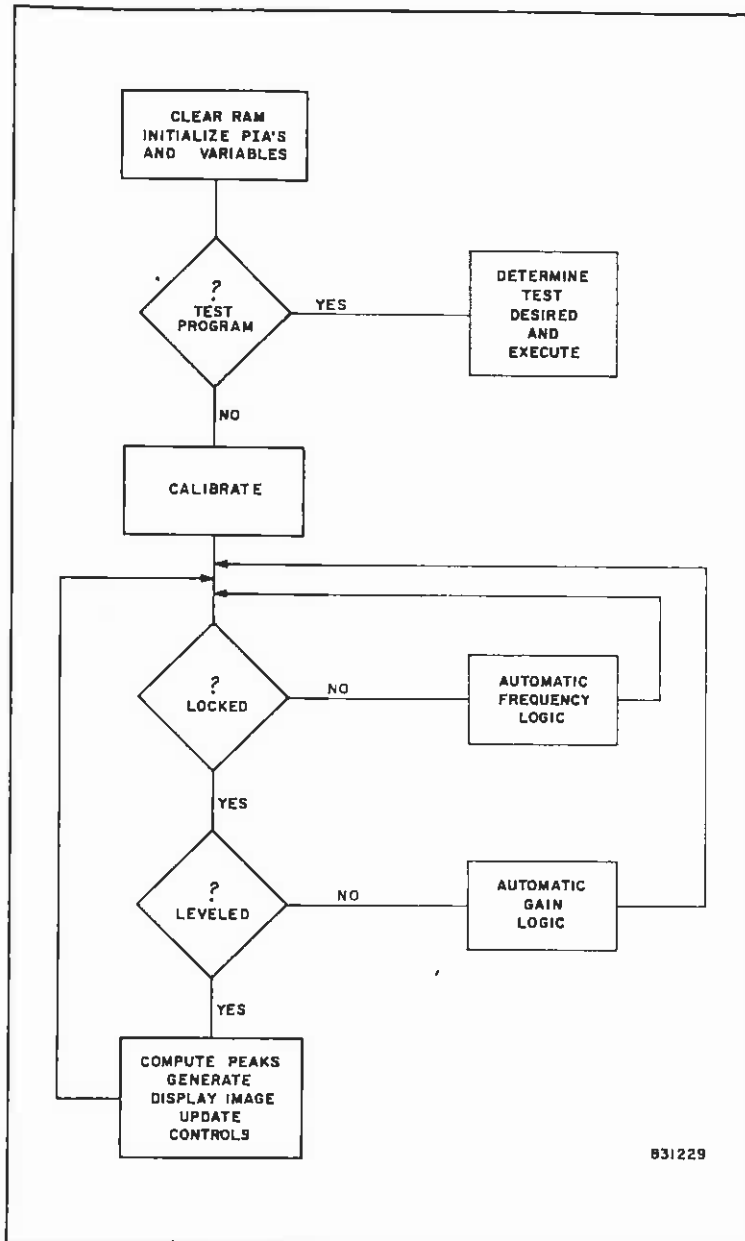 CLEAR RAM
INITIALIZE PIA'S
AND VARIABLES
?
TEST
PROGRAM
YES
DETERMINE
TEST
DESIRED
AND
EXECUTE
NO
CALIBRATE
?
LOCKED
NO
AUTOMATIC
FREQUENCY
LOGIC
YES
?
LEVELED
NO
AUTOMATIC
GAIN
LOGIC
YES
COMPUTE PEAKS
GENERATE
DISPLAY IMAGE
UPDATE
CONTROLS
831229